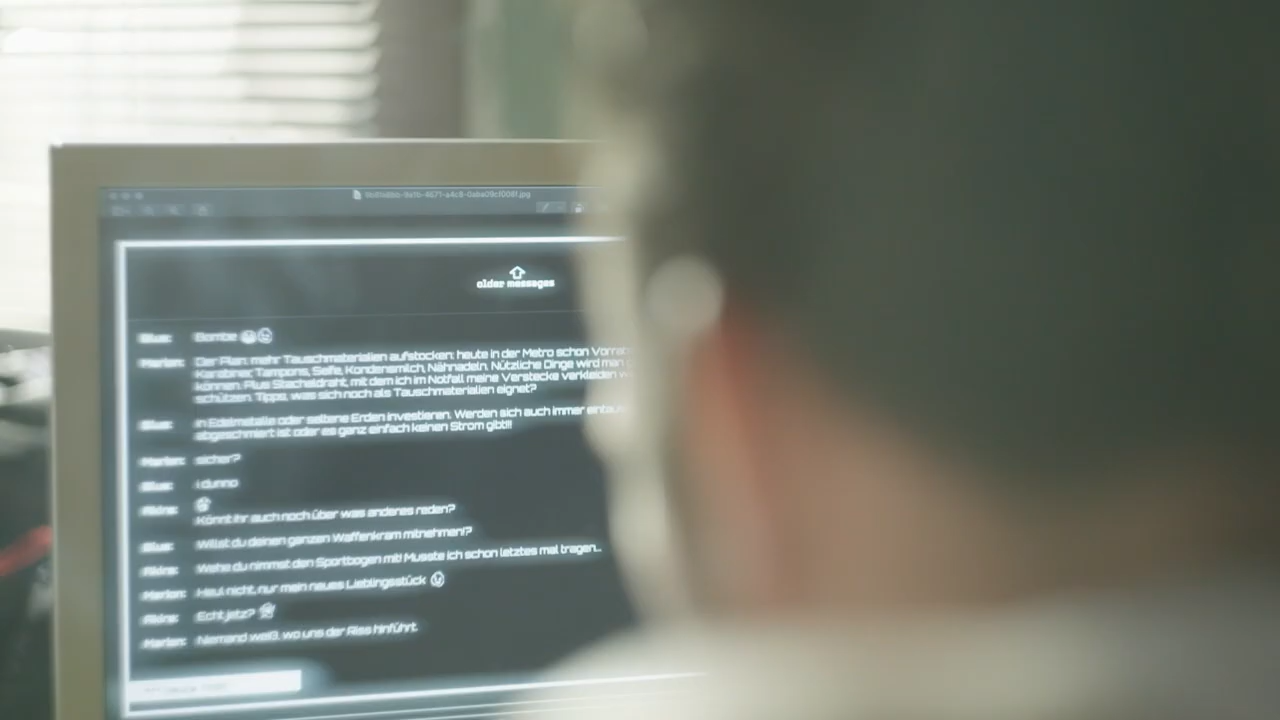 older messages
Blue: Bombe
Marlon: Der Plan: mehr Tauschmaterialien aufstocken: heute in der Metro schon
Karabiner, Tampons, Seife, Kondensmilch, Nähnadeln. Nützliche Dinge wird man
können. Plus Stacheldraht, mit dem ich im Notfall meine Verstecke verkleiden
schützen. Tipps, was sich noch als Tauschmaterialien eignet?
Blue: in Edelmetalle oder seltene Erden investieren. Werden sich auch immer
abgeschmiert ist oder es ganz einfach keinen Strom gibt!!!
Marlon: sicher?
Blue: i dunno
Akira:
Könnt ihr auch noch über was anderes reden?
Blue: Willst du deinen ganzen Waffenkram mitnehmen!?
Akira: Wehe du nimmst den Sportbogen mit! Musste ich schon letztes mal tragen...
Marlon: Heul nicht, nur mein neues Lieblingsstück
Akira: Echt jetz?
Marlon: Niemand weiß, wo uns der Riss hinführt.